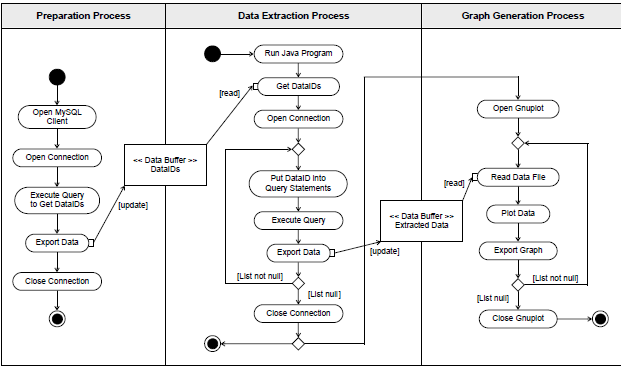 Preparation Process
Data Extraction Process
Graph Generation Process
Open MySQL
Client
Open Connection
Execute Query
to Get DataIDs
Export Data
Close Connection
<< Data Buffer >>
DataIDs
[update]
[read]
Run Java Program
Get DataIDs
Open Connection
Put DataID into
Query Statements
Execute Query
Export Data
[List not null]
[List null]
Close Connection
<< Data Buffer >>
Extracted Data
[update]
[read]
Open Gnuplot
Read Data File
Plot Data
Export Graph
[List not null]
[List null]
Close Gnuplot